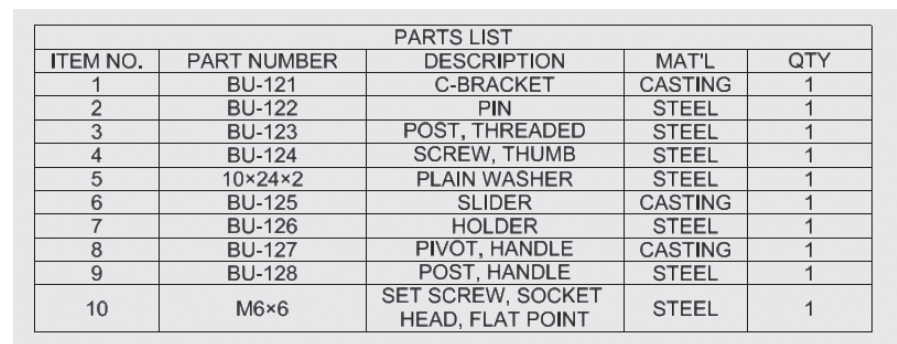 PARTS LIST
ITEM NO. PART NUMBER DESCRIPTION MAT'L QTY
1 BU-121 C-BRACKET CASTING 1
2 BU-122 PIN STEEL 1
3 BU-123 POST, THREADED STEEL 1
4 BU-124 SCREW, THUMB STEEL 1
5 10×24×2 PLAIN WASHER STEEL 1
6 BU-125 SLIDER CASTING 1
7 BU-126 HOLDER STEEL 1
8 BU-127 PIVOT, HANDLE CASTING 1
9 BU-128 POST, HANDLE STEEL 1
10 M6×6 SET SCREW, SOCKET
HEAD, FLAT POINT STEEL 1